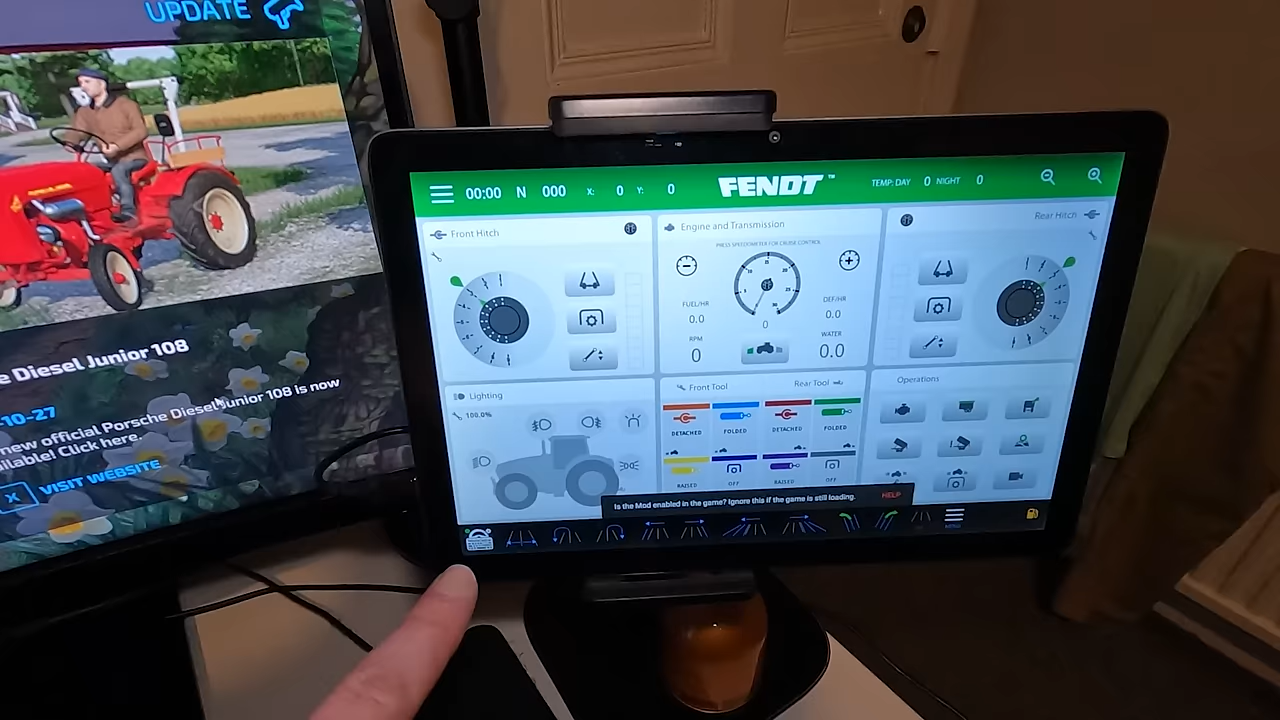 UPDATE
e Diesel Junior 108
-10-27
new official Porsche Diesel Junior 108 is now
ilable! Click here.
X VISIT WEBSITE
00:00 N 000 X: 0 Y: 0 FENDT™ TEMP: DAY 0 NIGHT 0
Front Hitch
Engine and Transmission
Rear Hitch
PRESS SPEEDOMETER FOR CRUISE CONTROL
FUEL/HR
0.0
DEF/HR
0.0
0
RPM
0
WATER
0.0
Lighting
100.0%
Front Tool
Rear Tool
Operations
DETACHED FOLDED DETACHED FOLDED
RAISED OFF RAISED OFF
Is the Mod enabled in the game? Ignore this if the game is still loading. HELP
MENU